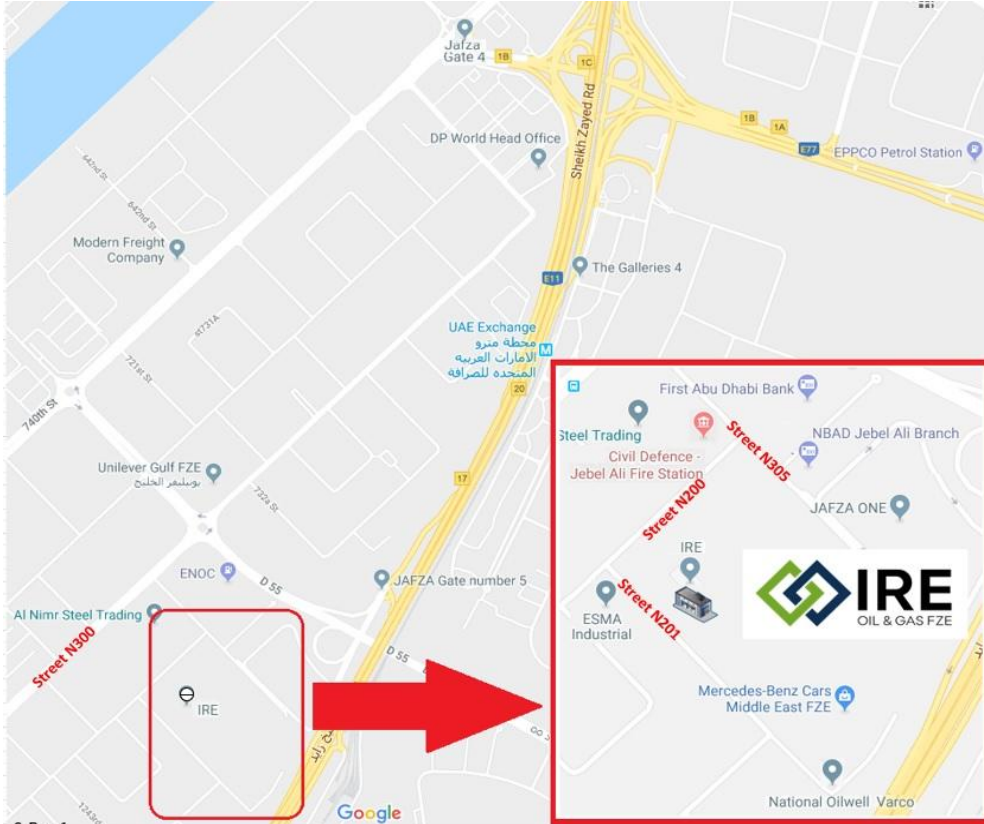 Jafza
Gate 4
1B
1C
Sheikh Zayed Rd
DP World Head Office
1B
1A
E77
EPPCO Petrol Station
642nd St
642nd St
Modern Freight
Company
E11
The Galleries 4
st731A
UAE Exchange
محطة مترو
الامارات العربية
المتحدة للصرافة
721st St
20
740th St
Unilever Gulf FZE
يونيليفر الخليج
732a St
17
ENOC
D 55
JAFZA Gate number 5
Al Nimr Steel Trading
Street N300
D 55
IRE
Google
First Abu Dhabi Bank
Steel Trading
Street N305
NBAD Jebel Ali Branch
Civil Defence -
Jebel Ali Fire Station
Street N200
JAFZA ONE
IRE
IRE
OIL & GAS FZE
ESMA
Industrial
Street N201
Mercedes-Benz Cars
Middle East FZE
National Oilwell Varco